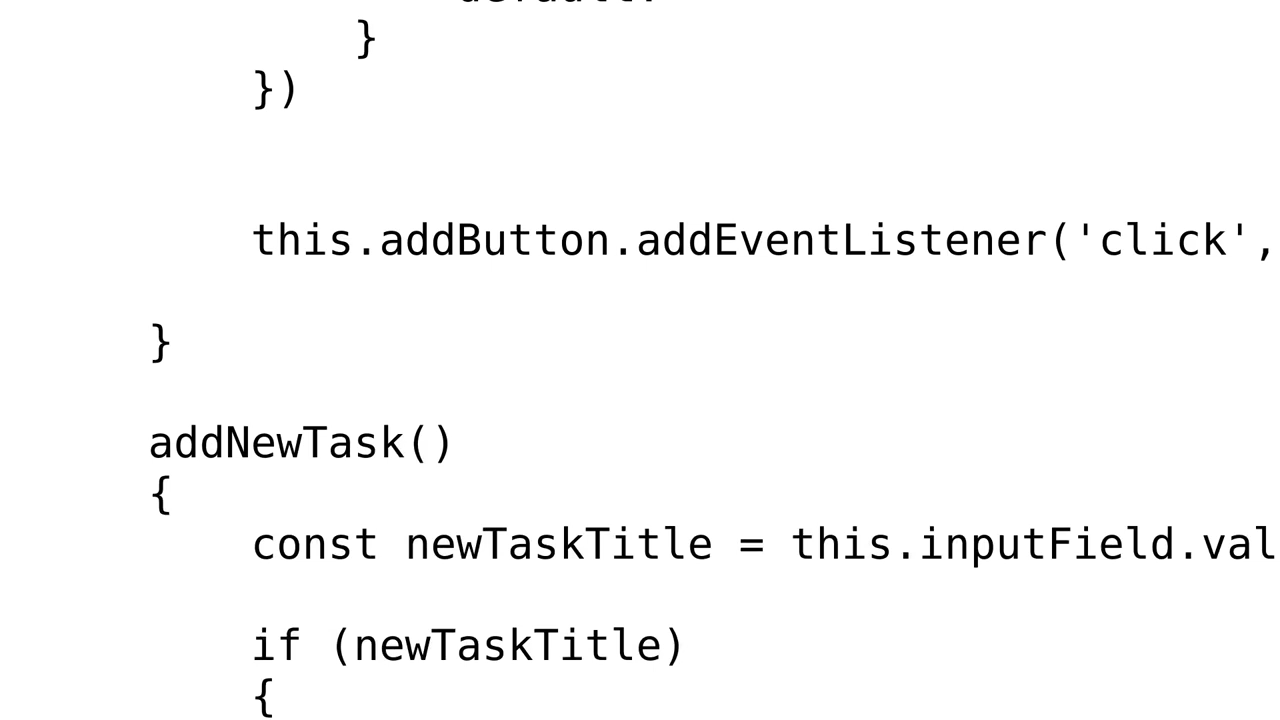 }
})
this.addButton.addEventListener('click',
}
addNewTask()
{
const newTaskTitle = this.inputField.val
if (newTaskTitle)
{